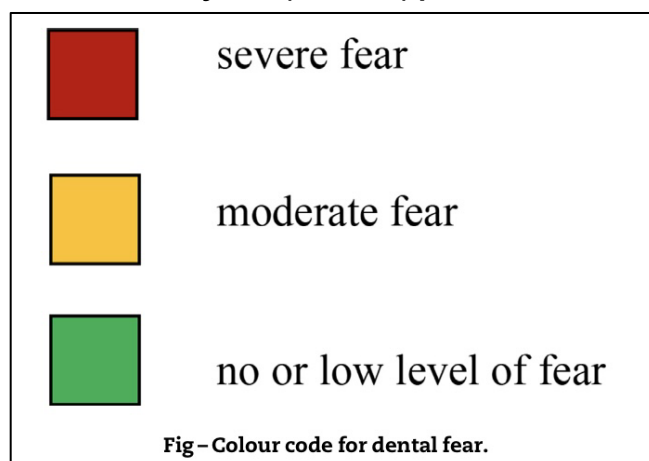 severe fear
moderate fear
no or low level of fear
Fig – Colour code for dental fear.